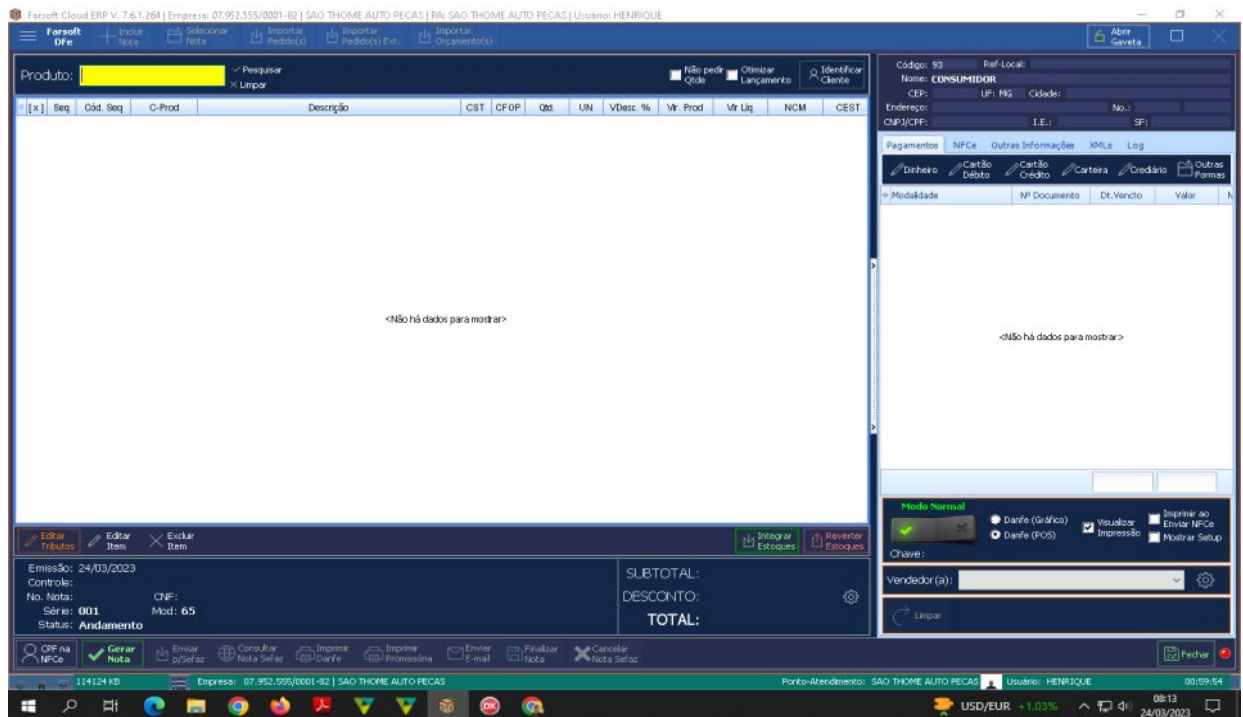 Farsoft Cloud ERP V. 7.6.1.264 | Empresa: 07.952.555/0001-82 | SAO THOME AUTO PECAS | PA: SAO THOME AUTO PECAS | Usuário: HENRIQUE
Farsoft DFe
Incluir Nota
Selecionar Nota
Importar Pedido(s)
Importar Pedido(s) Ext.
Importar Orçamento(s)
Abrir Gaveta
Produto:
Pesquisar
Limpar
Não pedir Qtde
Otimizar Lançamento
Identificar Cliente
Código: 93 Ref-Local:
Nome: CONSUMIDOR
CEP: UF: MG Cidade:
Endereço: No.:
CNPJ/CPF: I.E.: SF:
[x] Seq Cód. Seq C-Prod Descrição CST CFOP Qtd. UN VDesc. % Vlr. Prod Vlr Liq NCM CEST
Pagamentos NFCe Outras Informações XMLs Log
Dinheiro
Cartão Débito
Cartão Crédito
Carteira
Crediário
Outras Formas
Modalidade Nº Documento Dt.Vencto Valor
<Não há dados para mostrar>
<Não há dados para mostrar>
Editar Tributos
Editar Item
Excluir Item
Integrar Estoques
Reverter Estoques
Modo Normal
Danfe (Gráfico)
Danfe (POS)
Visualizar Impressão
Imprimir ao Enviar NFCe
Mostrar Setup
Chave:
Emissão: 24/03/2023
Controle:
No. Nota: CNF:
Série: 001 Mod: 65
Status: Andamento
SUBTOTAL:
DESCONTO:
TOTAL:
Vendedor(a):
Limpar
CPF na NFCe
Gerar Nota
Enviar p/Sefaz
Consultar Nota Sefaz
Imprimir Danfe
Imprimir Promissória
Enviar E-mail
Finalizar Nota
Cancelar Nota Sefaz
Fechar
114124 KB
Empresa: 07.952.555/0001-82 | SAO THOME AUTO PECAS
Ponto-Atendimento: SAO THOME AUTO PECAS
Usuário: HENRIQUE
00:59:54
USD/EUR +1,03%
08:13
24/03/2023